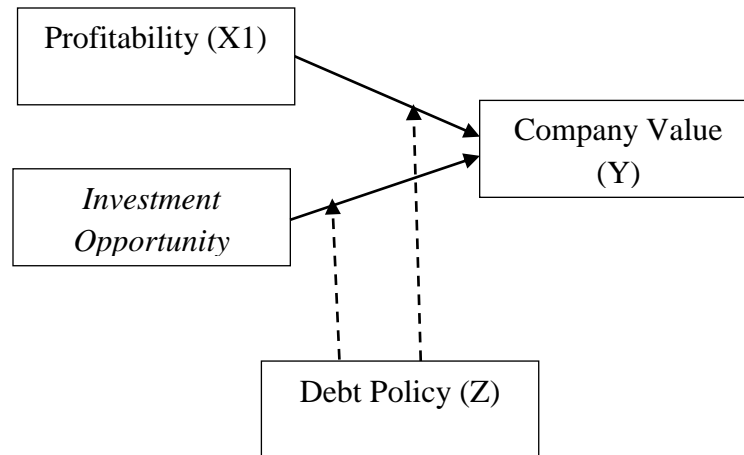 Profitability (X1)
Company Value
(Y)
Investment
Opportunity
Debt Policy (Z)